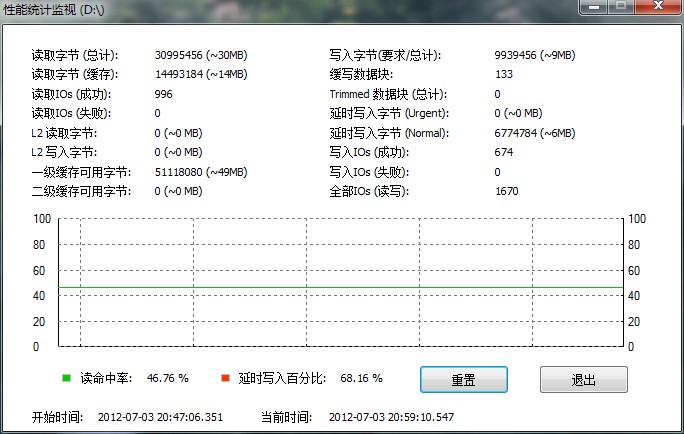 性能统计监视 (D:\)
读取字节 (总计): 30995456 (~30MB) 写入字节(要求/总计): 9939456 (~9MB)
读取字节 (缓存): 14493184 (~14MB) 缓写数据块: 133
读取IOs (成功): 996 Trimmed 数据块 (总计): 0
读取IOs (失败): 0 延时写入字节 (Urgent): 0 (~0 MB)
L2 读取字节: 0 (~0 MB) 延时写入字节 (Normal): 6774784 (~6MB)
L2 写入字节: 0 (~0 MB) 写入IOs (成功): 674
一级缓存可用字节: 51118080 (~49MB) 写入IOs (失败): 0
二级缓存可用字节: 0 (~0 MB) 全部IOs (读写): 1670
100 100
80 80
60 60
40 40
20 20
0 0
读命中率: 46.76 % 延时写入百分比: 68.16 % 重置 退出
开始时间: 2012-07-03 20:47:06.351 当前时间: 2012-07-03 20:59:10.547